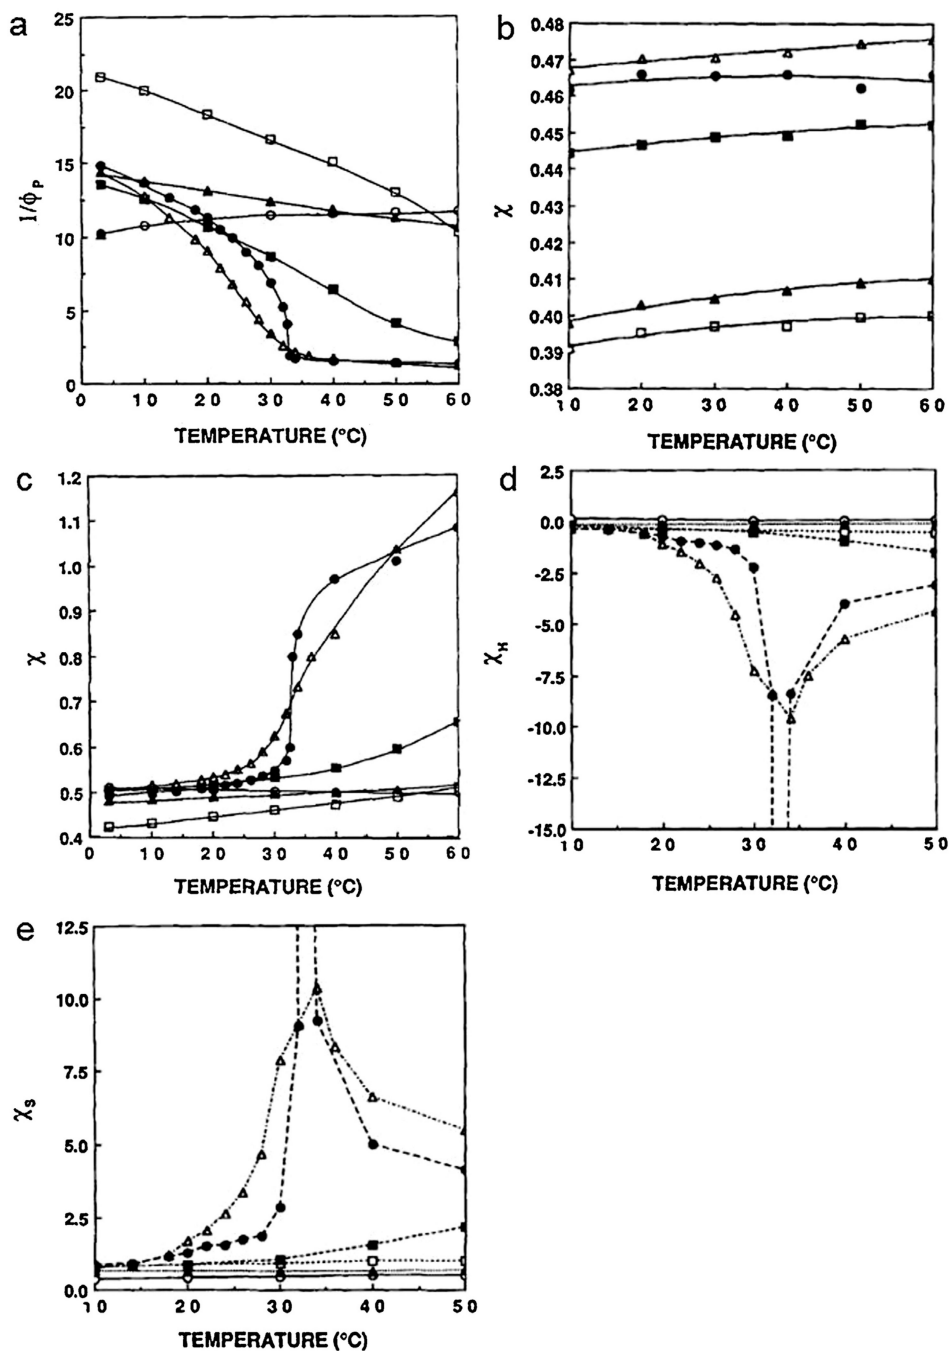 a
25
20
15
10
5
0
1/ϕP
0 10 20 30 40 50 60
TEMPERATURE (°C)
b
0.48
0.47
0.46
0.45
0.44
0.43
0.42
0.41
0.40
0.39
0.38
χ
10 20 30 40 50 60
TEMPERATURE (°C)
c
1.2
1.1
1.0
0.9
0.8
0.7
0.6
0.5
0.4
χ
0 10 20 30 40 50 60
TEMPERATURE (°C)
d
2.5
0.0
-2.5
-5.0
-7.5
-10.0
-12.5
-15.0
χH
10 20 30 40 50
TEMPERATURE (°C)
e
12.5
10.0
7.5
5.0
2.5
0.0
χS
10 20 30 40 50
TEMPERATURE (°C)